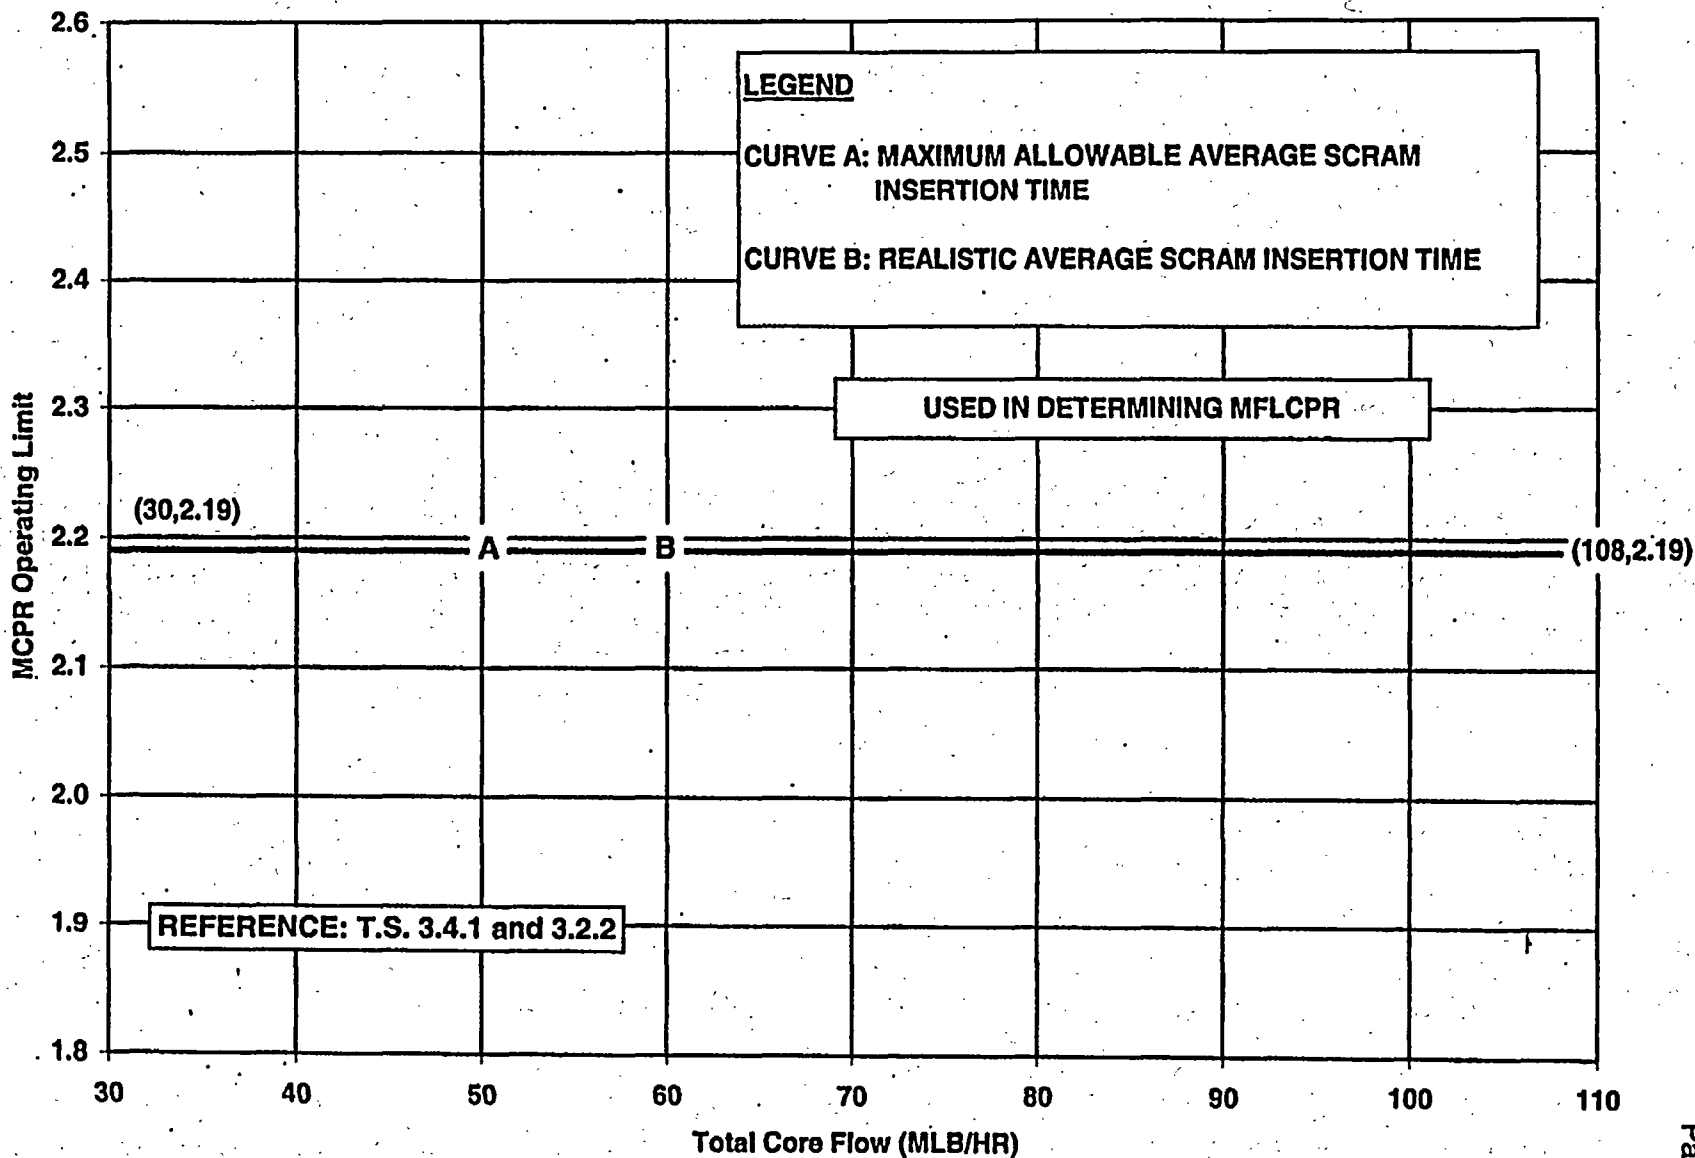 2.6
2.5
2.4
2.3
2.2
2.1
2.0
1.9
1.8
MCPR Operating Limit
LEGEND
CURVE A: MAXIMUM ALLOWABLE AVERAGE SCRAM
INSERTION TIME
CURVE B: REALISTIC AVERAGE SCRAM INSERTION TIME
USED IN DETERMINING MFLCPR
(30,2.19)
A
B
(108,2.19)
REFERENCE: T.S. 3.4.1 and 3.2.2
30 40 50 60 70 80 90 100 110
Total Core Flow (MLB/HR)